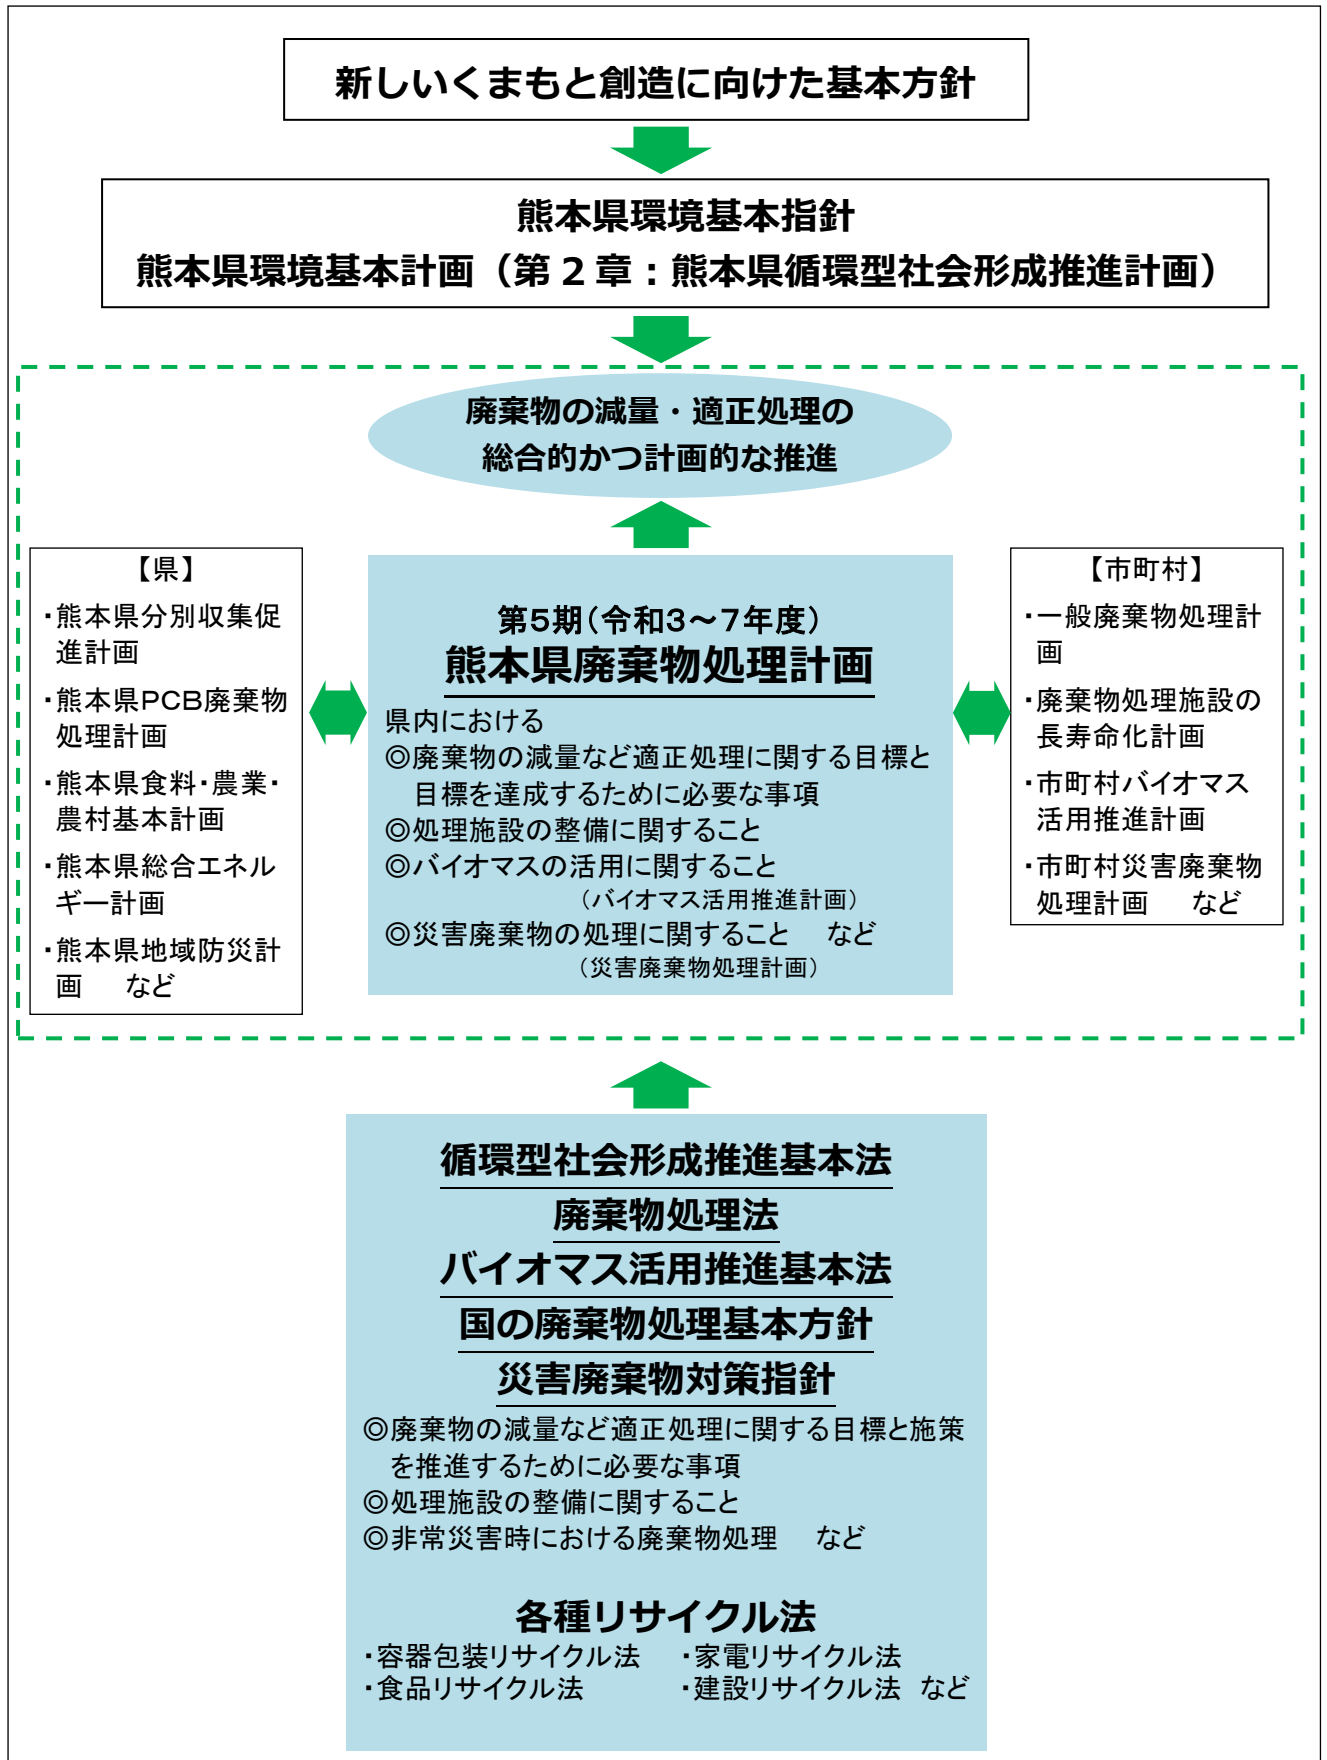 新しいくまもと創造に向けた基本方針
熊本県環境基本指針
熊本県環境基本計画（第２章：熊本県循環型社会形成推進計画）
廃棄物の減量・適正処理の
総合的かつ計画的な推進
【県】
・熊本県分別収集促
進計画
・熊本県PCB廃棄物
処理計画
・熊本県食料・農業・
農村基本計画
・熊本県総合エネル
ギー計画
・熊本県地域防災計
画　など
第５期（令和３～７年度）
熊本県廃棄物処理計画
県内における
◎廃棄物の減量など適正処理に関する目標と
目標を達成するために必要な事項
◎処理施設の整備に関すること
◎バイオマスの活用に関すること
（バイオマス活用推進計画）
◎災害廃棄物の処理に関すること　など
（災害廃棄物処理計画）
【市町村】
・一般廃棄物処理計
画
・廃棄物処理施設の
長寿命化計画
・市町村バイオマス
活用推進計画
・市町村災害廃棄物
処理計画　など
循環型社会形成推進基本法
廃棄物処理法
バイオマス活用推進基本法
国の廃棄物処理基本方針
災害廃棄物対策指針
◎廃棄物の減量など適正処理に関する目標と施策
を推進するために必要な事項
◎処理施設の整備に関すること
◎非常災害時における廃棄物処理　など
各種リサイクル法
・容器包装リサイクル法　・家電リサイクル法
・食品リサイクル法　・建設リサイクル法　など